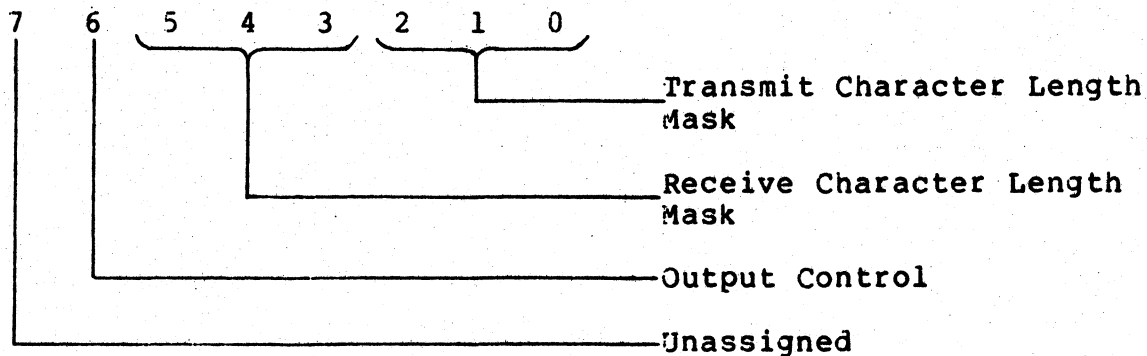 7 6 5 4 3 2 1 0
Transmit Character Length
Mask
Receive Character Length
Mask
Output Control
Unassigned